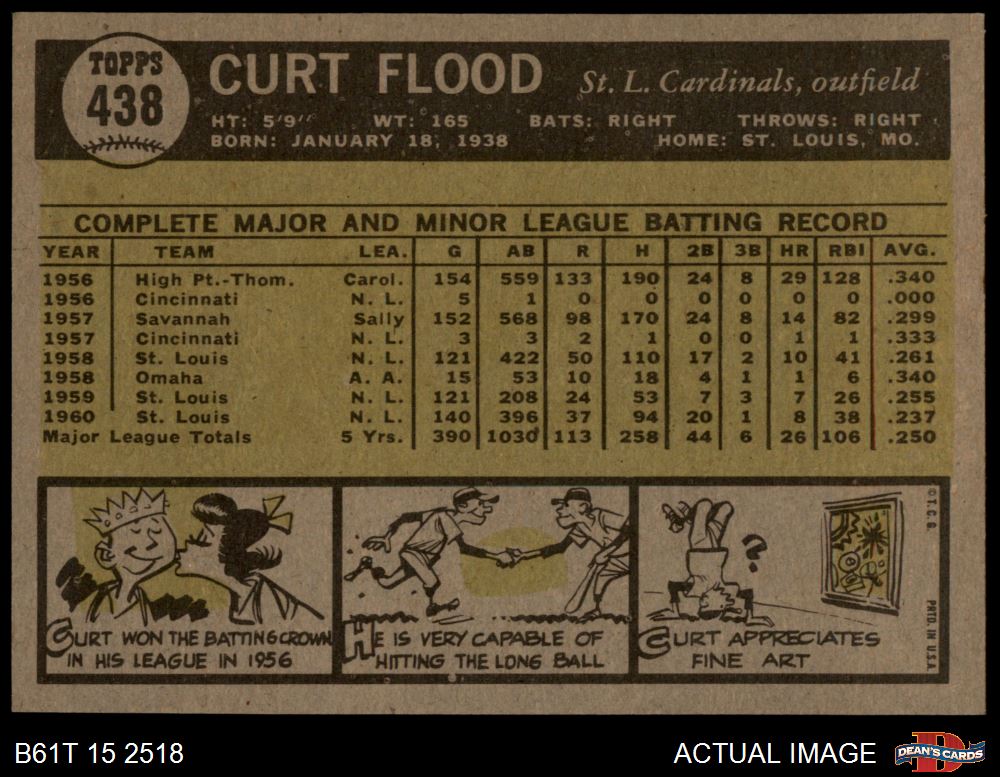 TOPPS
438
CURT FLOOD St. L. Cardinals, outfield
HT: 5'9" WT: 165 BATS: RIGHT THROWS: RIGHT
BORN: JANUARY 18, 1938 HOME: ST. LOUIS, MO.
COMPLETE MAJOR AND MINOR LEAGUE BATTING RECORD
YEAR TEAM LEA. G AB R H 2B 3B HR RBI AVG.
1956 High Pt.-Thom. Carol. 154 559 133 190 24 8 29 128 .340
1956 Cincinnati N. L. 5 1 0 0 0 0 0 0 .000
1957 Savannah Sally 152 568 98 170 24 8 14 82 .299
1957 Cincinnati N. L. 3 3 2 1 0 0 1 1 .333
1958 St. Louis N. L. 121 422 50 110 17 2 10 41 .261
1958 Omaha A. A. 15 53 10 18 4 1 1 6 .340
1959 St. Louis N. L. 121 208 24 53 7 3 7 26 .255
1960 St. Louis N. L. 140 396 37 94 20 1 8 38 .237
Major League Totals 5 Yrs. 390 1030 113 258 44 6 26 106 .250
CURT WON THE BATTING CROWN
IN HIS LEAGUE IN 1956
HE IS VERY CAPABLE OF
HITTING THE LONG BALL
?
CURT APPRECIATES
FINE ART
© T.C.G.
PRTD. IN U.S.A.
B61T 15 2518
ACTUAL IMAGE
D
DEAN'S CARDS